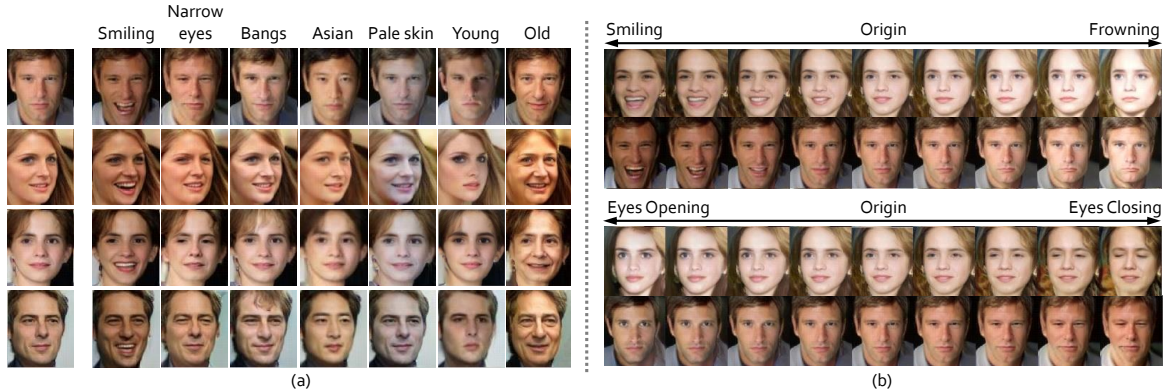 Smiling
Narrow
eyes
Bangs
Asian
Pale skin
Young
Old
(a)
Smiling
Origin
Frowning
Eyes Opening
Origin
Eyes Closing
(b)